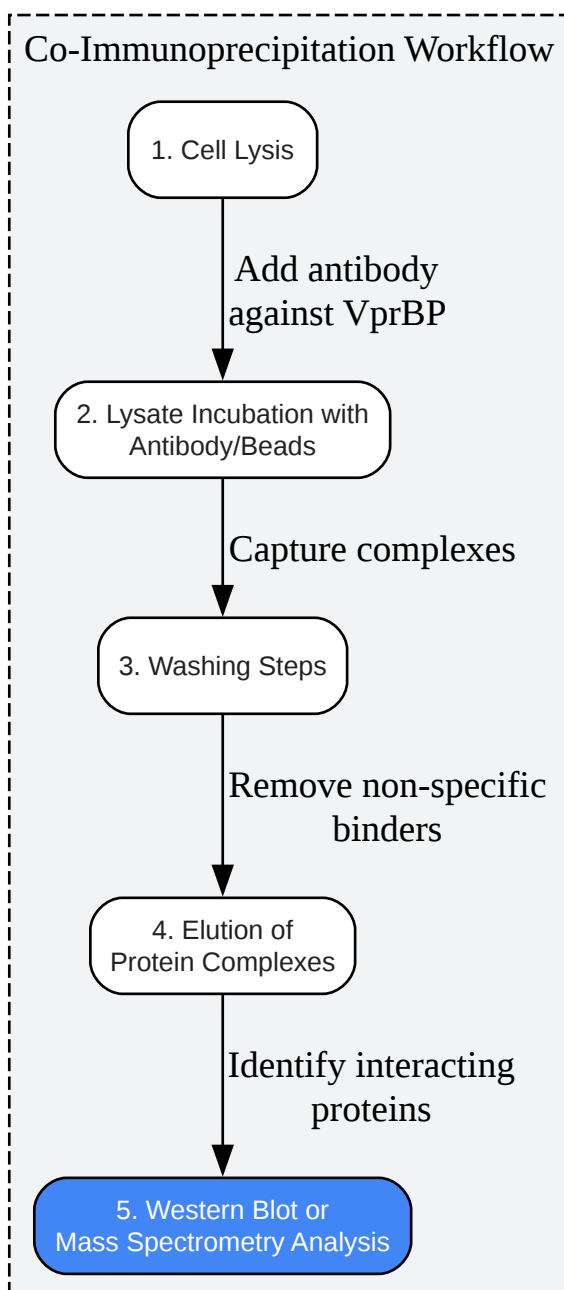 Co-Immunoprecipitation Workflow
1. Cell Lysis
Add antibody
against VprBP
2. Lysate Incubation with
Antibody/Beads
Capture complexes
3. Washing Steps
Remove non-specific
binders
4. Elution of
Protein Complexes
Identify interacting
proteins
5. Western Blot or
Mass Spectrometry Analysis